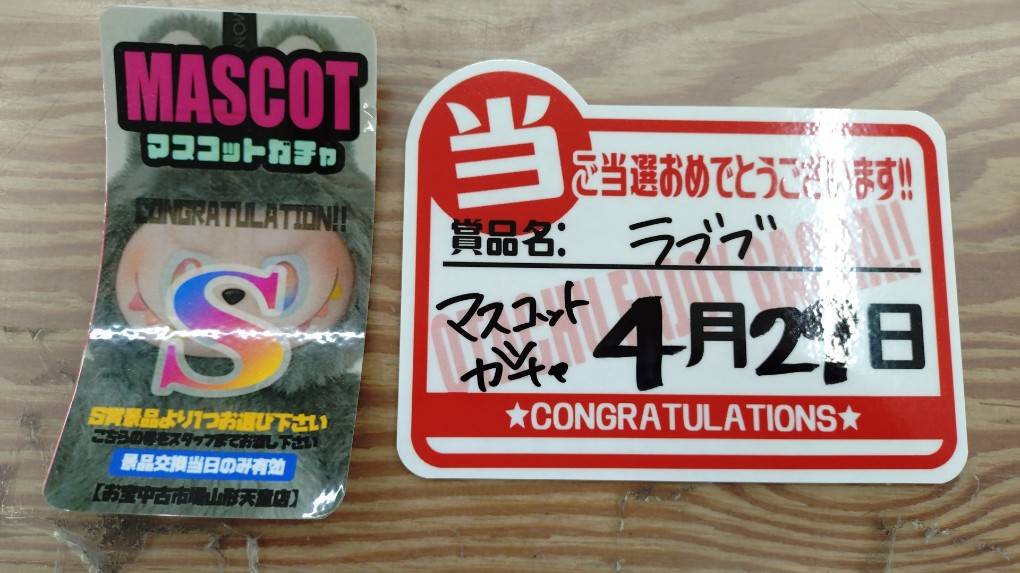 MASCOT
マスコットガチャ
CONGRATULATION!!
S
S賞景品より1つお選び下さい
こちらの券をスタッフまでお渡し下さい
景品交換当日のみ有効
【お宝中古市場山形天童店】
当
ご当選おめでとうございます!!
賞品名: ラブブ
マスコット
ガチャ
4月29日
★CONGRATULATIONS★